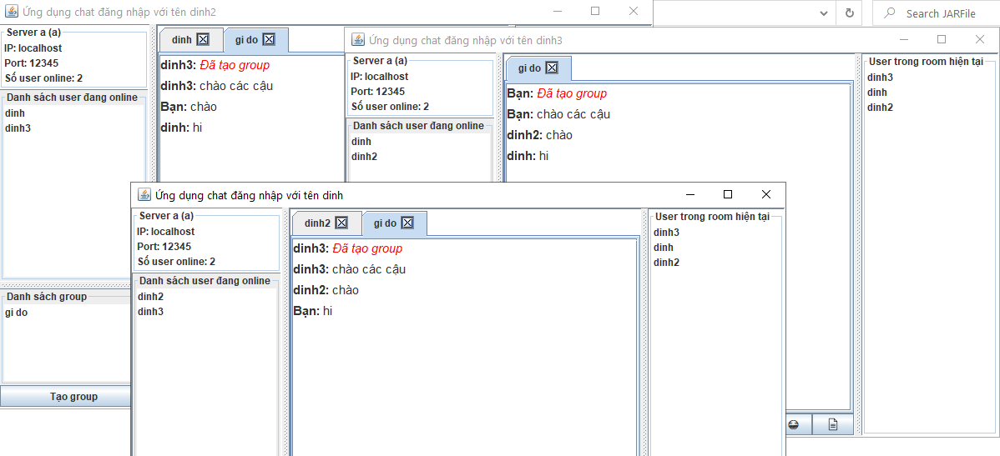 Ứng dụng chat đăng nhập với tên dinh2
Server a (a)
IP: localhost
Port: 12345
Số user online: 2
Danh sách user đang online
dinh
dinh3
Danh sách group
gi do
Tạo group
dinh
gi do
dinh3: Đã tạo group
dinh3: chào các cậu
Bạn: chào
dinh: hi
Search JARFile
Ứng dụng chat đăng nhập với tên dinh3
Server a (a)
IP: localhost
Port: 12345
Số user online: 2
Danh sách user đang online
dinh
dinh2
gi do
Bạn: Đã tạo group
Bạn: chào các cậu
dinh2: chào
dinh: hi
User trong room hiện tại
dinh3
dinh
dinh2
Ứng dụng chat đăng nhập với tên dinh
Server a (a)
IP: localhost
Port: 12345
Số user online: 2
Danh sách user đang online
dinh2
dinh3
dinh2
gi do
dinh3: Đã tạo group
dinh3: chào các cậu
dinh2: chào
Bạn: hi
User trong room hiện tại
dinh3
dinh
dinh2